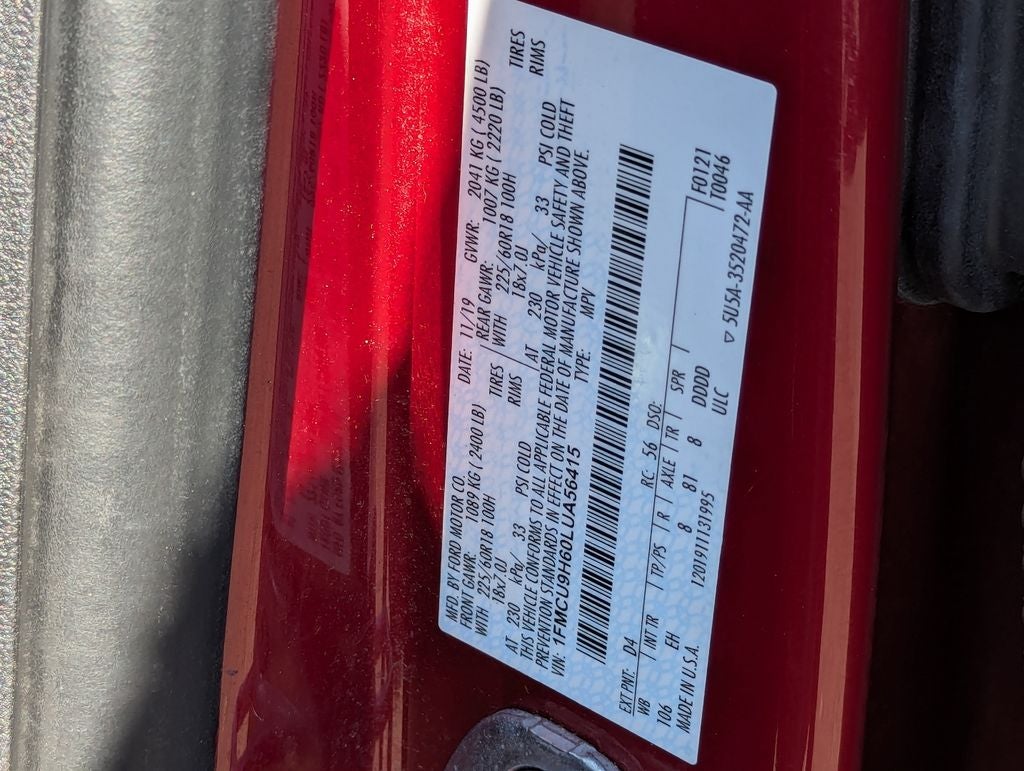 MFD. BY FORD MOTOR CO. DATE: 11/19 GVWR: 2041 KG ( 4500 LB)
FRONT GAWR: 1089 KG ( 2400 LB) REAR GAWR: 1007 KG ( 2220 LB)
WITH 225/60R18 100H TIRES WITH 225/60R18 100H TIRES
18x7.0J RIMS 18x7.0J RIMS
AT 230 kPa/ 33 PSI COLD AT 230 kPa/ 33 PSI COLD
THIS VEHICLE CONFORMS TO ALL APPLICABLE FEDERAL MOTOR VEHICLE SAFETY AND THEFT
PREVENTION STANDARDS IN EFFECT ON THE DATE OF MANUFACTURE SHOWN ABOVE.
VIN: 1FMCU9H60LUA56415 TYPE: MPV
EXT PNT: D4 RC: 56 DSO:
WB | INT TR | TP/PS | R | AXLE | TR | SPR | F0121
106 EH 8 81 8 DDDD T0046
MADE IN U.S.A. 12019111131995 ULC ▽ 5U5A-3520472-AA